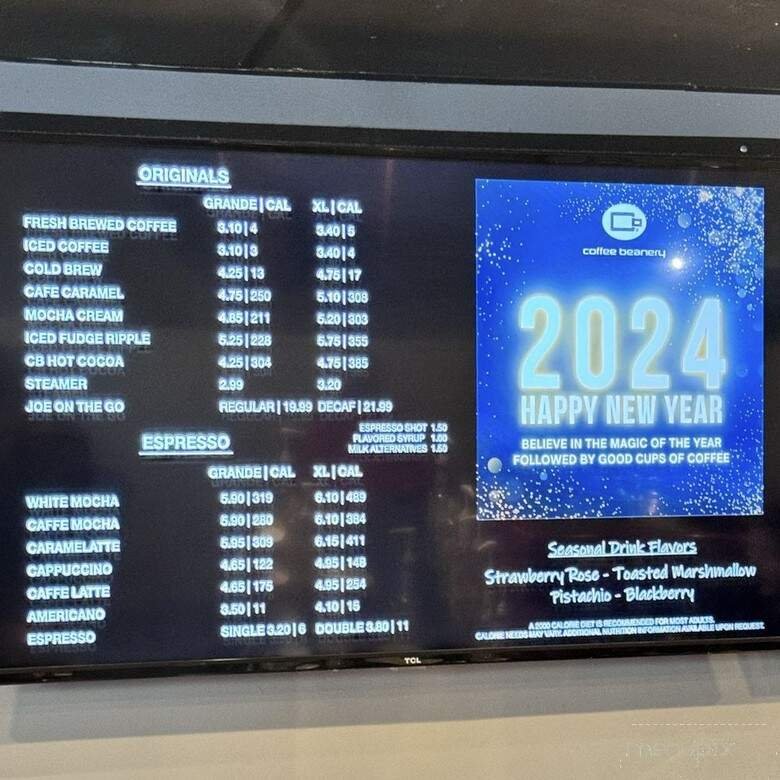 ORIGINALS
GRANDE | CAL XL | CAL
FRESH BREWED COFFEE 3.10 | 4 3.40 | 5
ICED COFFEE 3.10 | 3 3.40 | 4
COLD BREW 4.25 | 13 4.75 | 17
CAFE CARAMEL 4.75 | 250 5.10 | 308
MOCHA CREAM 4.85 | 211 5.20 | 303
ICED FUDGE RIPPLE 5.25 | 228 5.75 | 355
CB HOT COCOA 4.25 | 304 4.75 | 385
STEAMER 2.99 3.20
JOE ON THE GO REGULAR | 19.99 DECAF | 21.99
ESPRESSO SHOT 1.50
FLAVORED SYRUP 1.00
MILK ALTERNATIVES 1.50
ESPRESSO
GRANDE | CAL XL | CAL
WHITE MOCHA 5.90 | 319 6.10 | 489
CAFFE MOCHA 5.90 | 280 6.10 | 384
CARAMELATTE 5.95 | 309 6.15 | 411
CAPPUCCINO 4.65 | 122 4.95 | 148
CAFFE LATTE 4.65 | 175 4.95 | 254
AMERICANO 3.50 | 11 4.10 | 15
ESPRESSO SINGLE 3.20 | 6 DOUBLE 3.80 | 11
coffee beanery
2024
HAPPY NEW YEAR
BELIEVE IN THE MAGIC OF THE YEAR
FOLLOWED BY GOOD CUPS OF COFFEE
Seasonal Drink Flavors
Strawberry Rose - Toasted Marshmallow
Pistachio - Blackberry
A 2000 CALORIE DIET IS RECOMMENDED FOR MOST ADULTS.
CALORIE NEEDS MAY VARY. ADDITIONAL NUTRITION INFORMATION AVAILABLE UPON REQUEST.
TCL